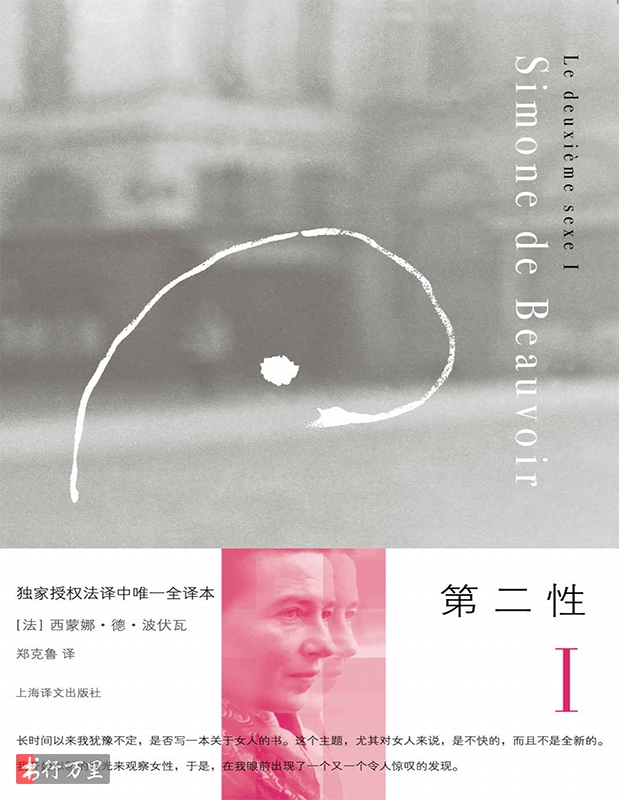 Le deuxième sexe I
Simone de Beauvoir
独家授权法译中唯一全译本
[法] 西蒙娜·德·波伏瓦
郑克鲁 译
上海译文出版社
第二性
I
长时间以来我犹豫不定，是否写一本关于女人的书。这个主题，尤其对女人来说，是不快的，而且不是全新的。
光来观察女性，于是，在我眼前出现了一个又一个令人惊叹的发现。
书行万里